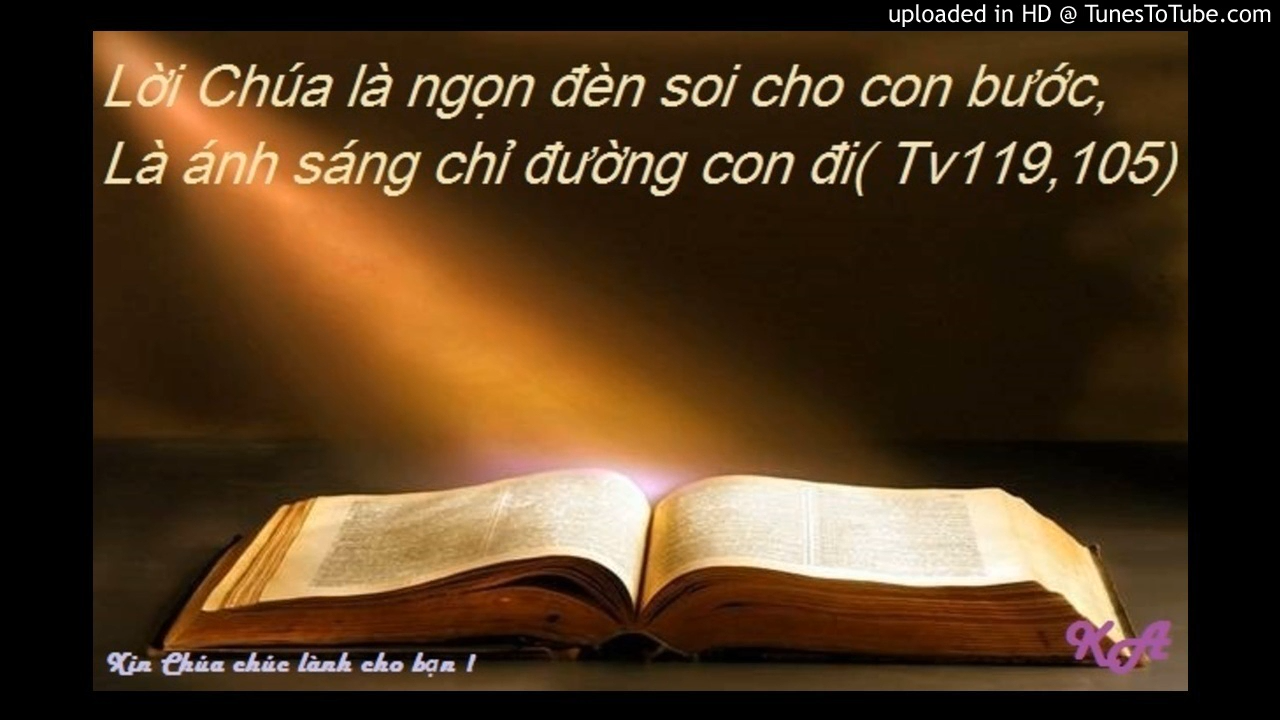 uploaded in HD @ TunesToTube.com
Lời Chúa là ngọn đèn soi cho con bước,
Là ánh sáng chỉ đường con đi( Tv119,105)
Xin Chúa chúc lành cho bạn !
KA